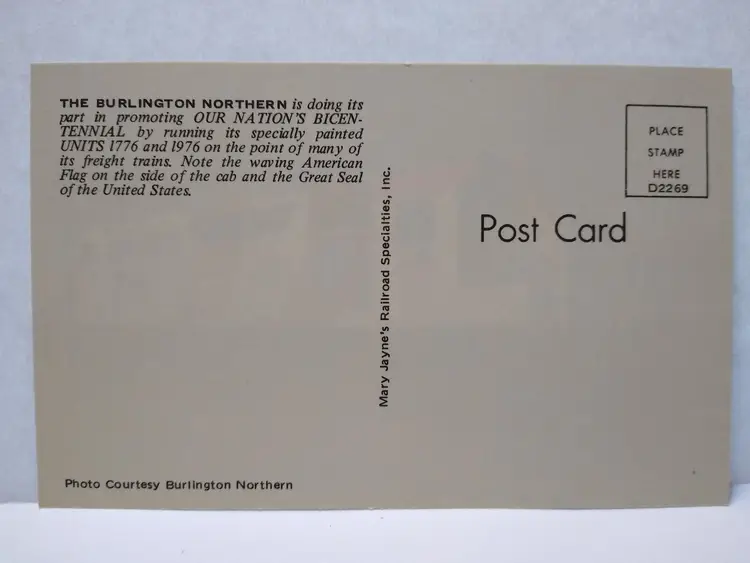 THE BURLINGTON NORTHERN is doing its
part in promoting OUR NATION'S BICEN-
TENNIAL by running its specially painted
UNITS 1776 and 1976 on the point of many of
its freight trains. Note the waving American
Flag on the side of the cab and the Great Seal
of the United States.
Photo Courtesy Burlington Northern
Mary Jayne's Railroad Specialties, Inc.
PLACE
STAMP
HERE
D2269
Post Card